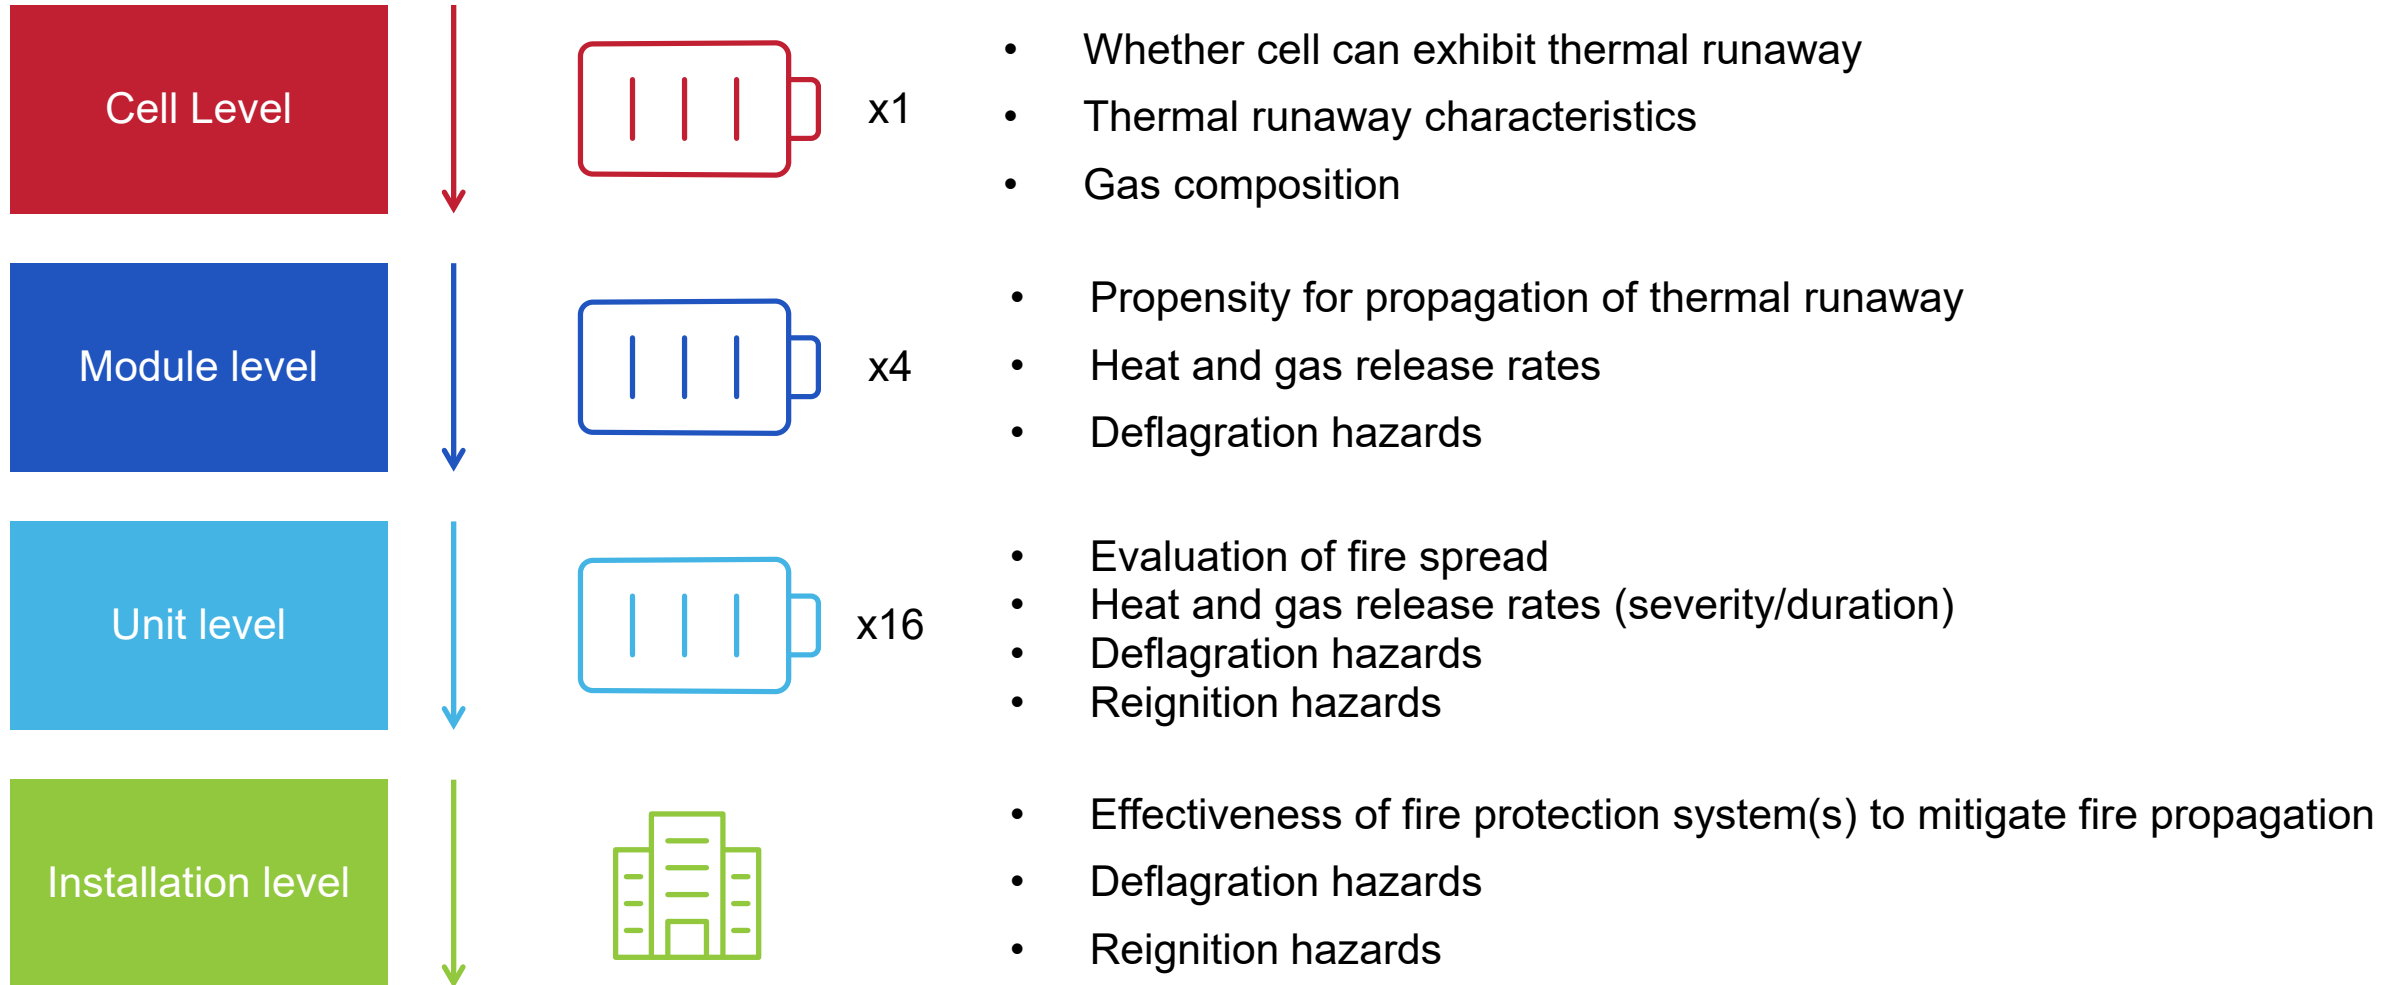 Cell Level
x1
• Whether cell can exhibit thermal runaway
• Thermal runaway characteristics
• Gas composition
Module level
x4
• Propensity for propagation of thermal runaway
• Heat and gas release rates
• Deflagration hazards
Unit level
x16
• Evaluation of fire spread
• Heat and gas release rates (severity/duration)
• Deflagration hazards
• Reignition hazards
Installation level
• Effectiveness of fire protection system(s) to mitigate fire propagation
• Deflagration hazards
• Reignition hazards